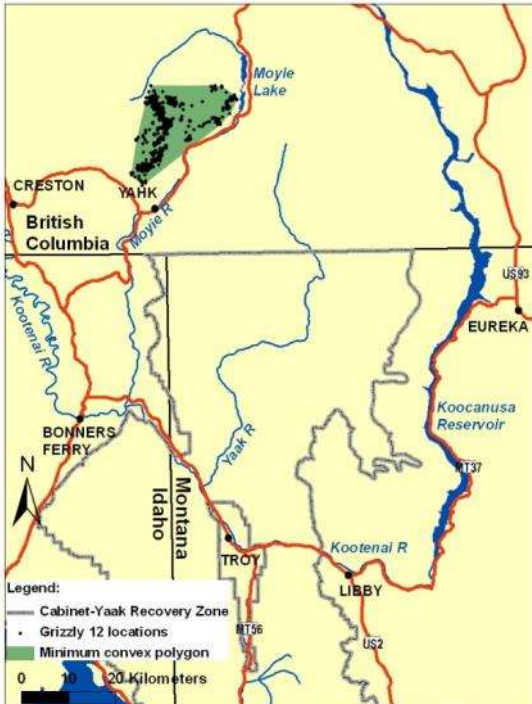 Moyie
Lake
CRESTON
YAHK
British
Columbia
Moyie R
Kootenai
R
US93
EUREKA
Koocanusa
Reservoir
BONNERS
FERRY
Yaak R
N
Montana
Idaho
MT37
TROY
Kootenai R
LIBBY
Legend:
Cabinet-Yaak Recovery Zone
Grizzly 12 locations
Minimum convex polygon
MT56
US2
0 10 20 Kilometers